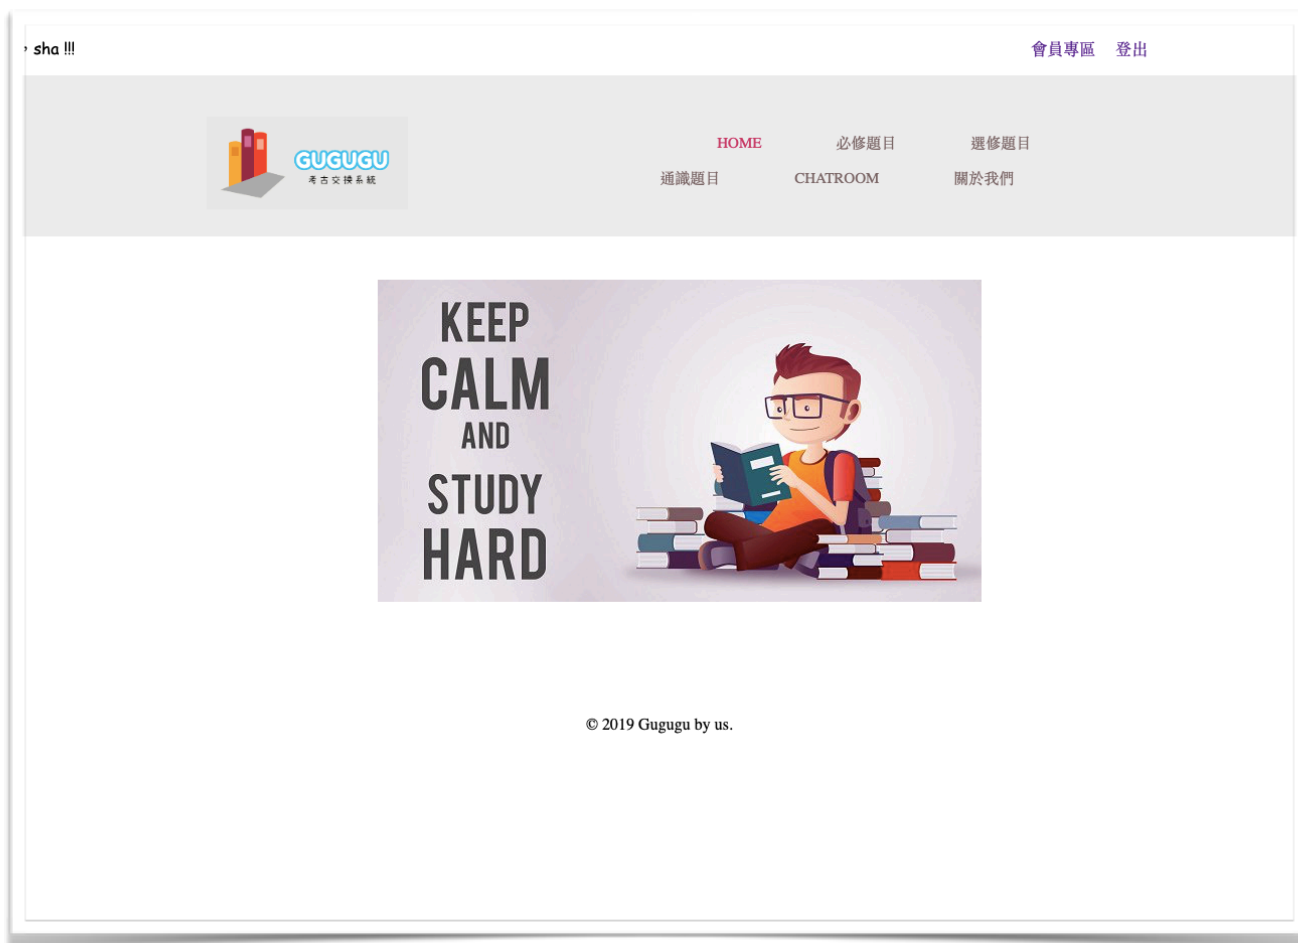 sha !!!
會員專區 登出
GUGUGU
考古交換系統
HOME 必修題目 選修題目
通識題目 CHATROOM 關於我們
KEEP
CALM
AND
STUDY
HARD
© 2019 Gugugu by us.